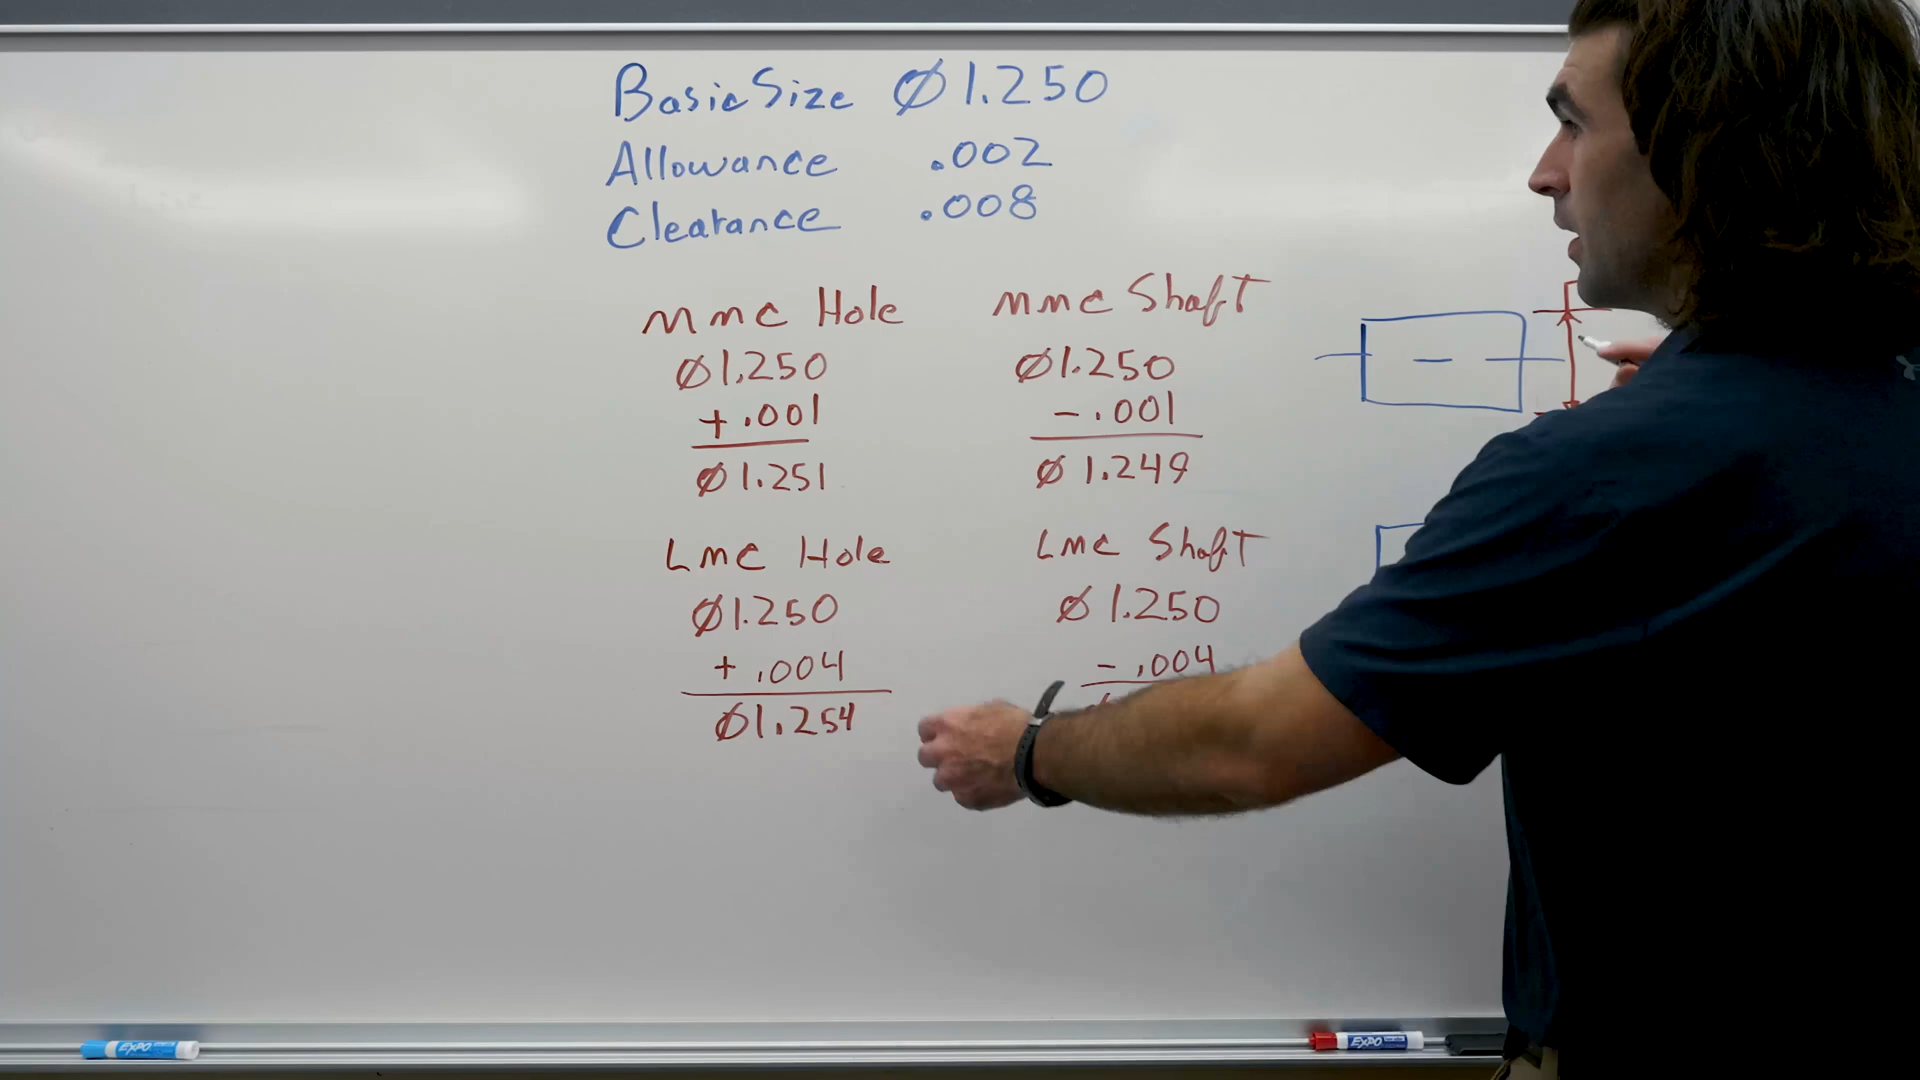 Basic Size Ø1.250
Allowance .002
Clearance .008
MMC Hole
Ø1.250
+ .001
Ø1.251
MMC Shaft
Ø1.250
- .001
Ø1.249
LMC Hole
Ø1.250
+ .004
Ø1.254
LMC Shaft
Ø1.250
- .004
EXPO
EXPO